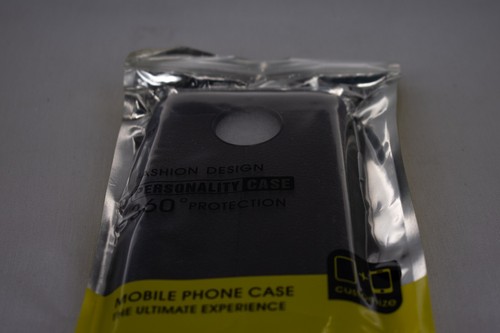 FASHION DESIGN
PERSONALITY CASE
360° PROTECTION
MOBILE PHONE CASE
THE ULTIMATE EXPERIENCE